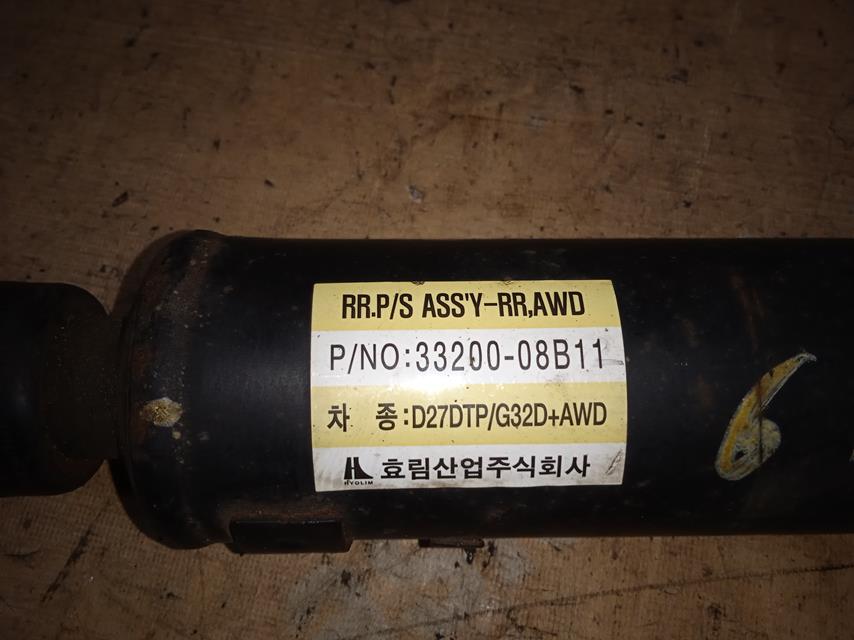 RR.P/S ASS'Y-RR,AWD
P/NO:33200-08B11
차 종:D27DTP/G32D+AWD
HYOLIM 효림산업주식회사
6